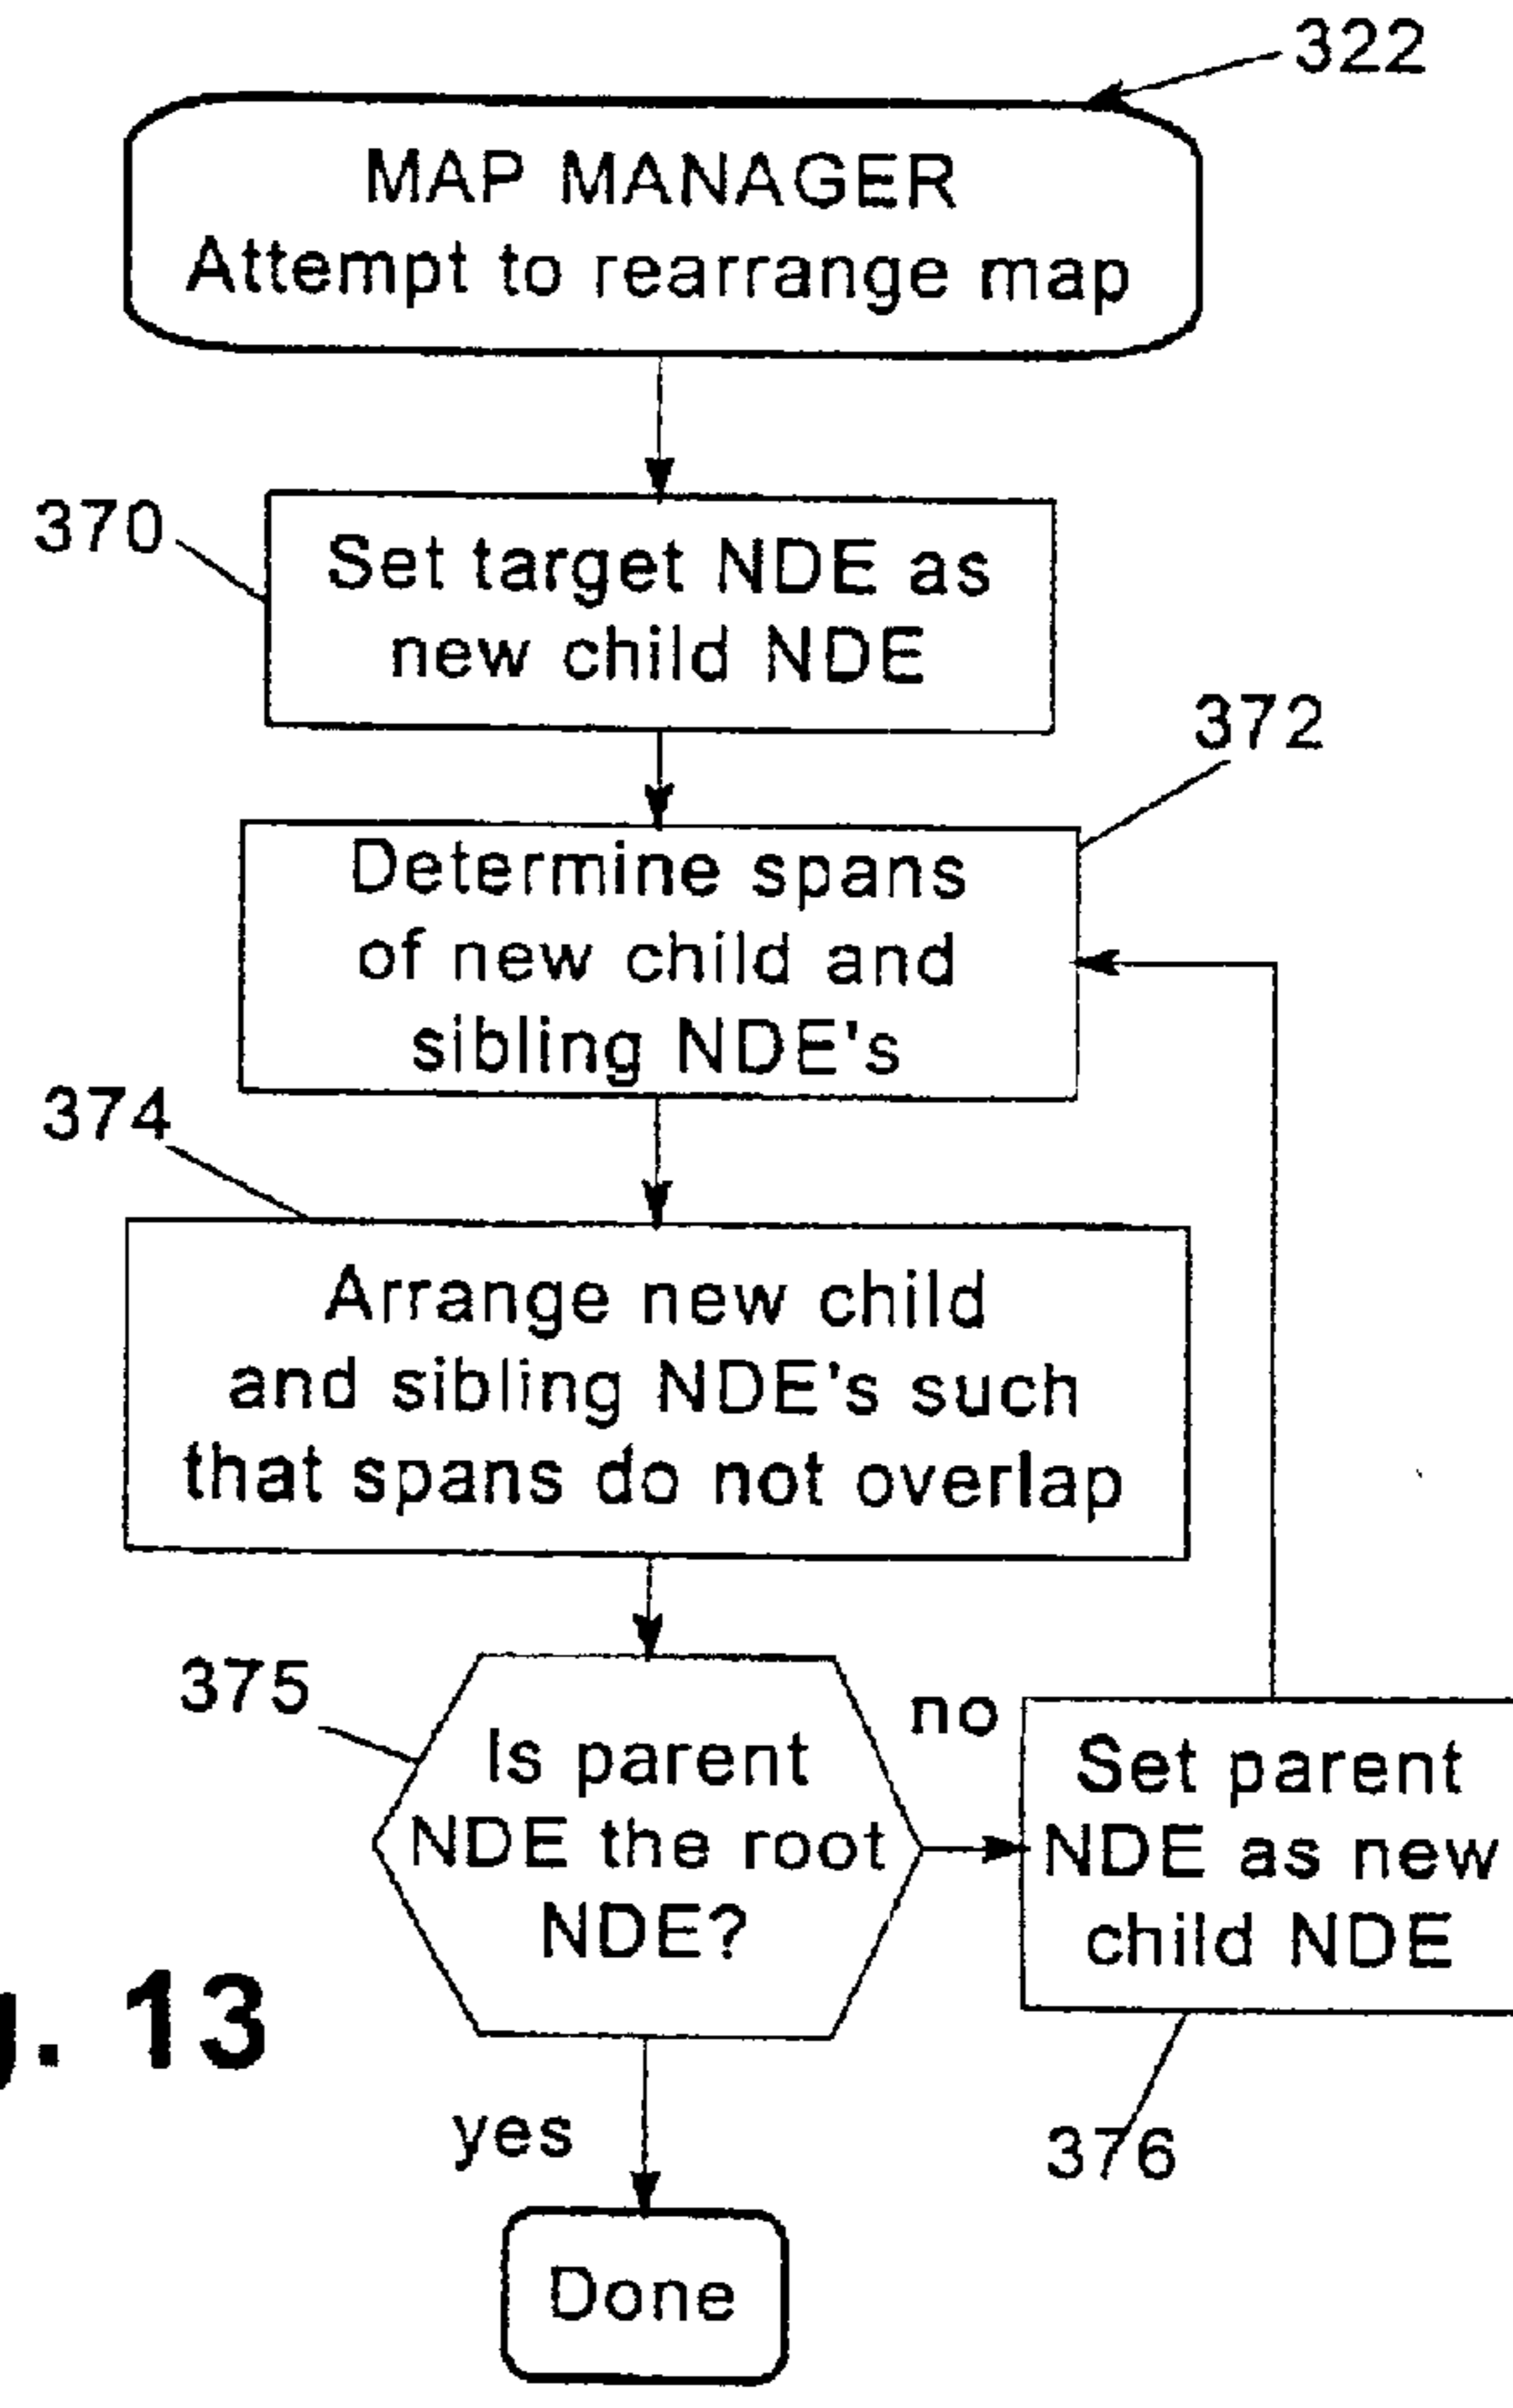 322
MAP MANAGER
Attempt to rearrange map
370
Set target NDE as
new child NDE
372
Determine spans
of new child and
sibling NDE's
374
Arrange new child
and sibling NDE's such
that spans do not overlap
375
Is parent
NDE the root
NDE?
no
Set parent
NDE as new
child NDE
376
g. 13
yes
Done